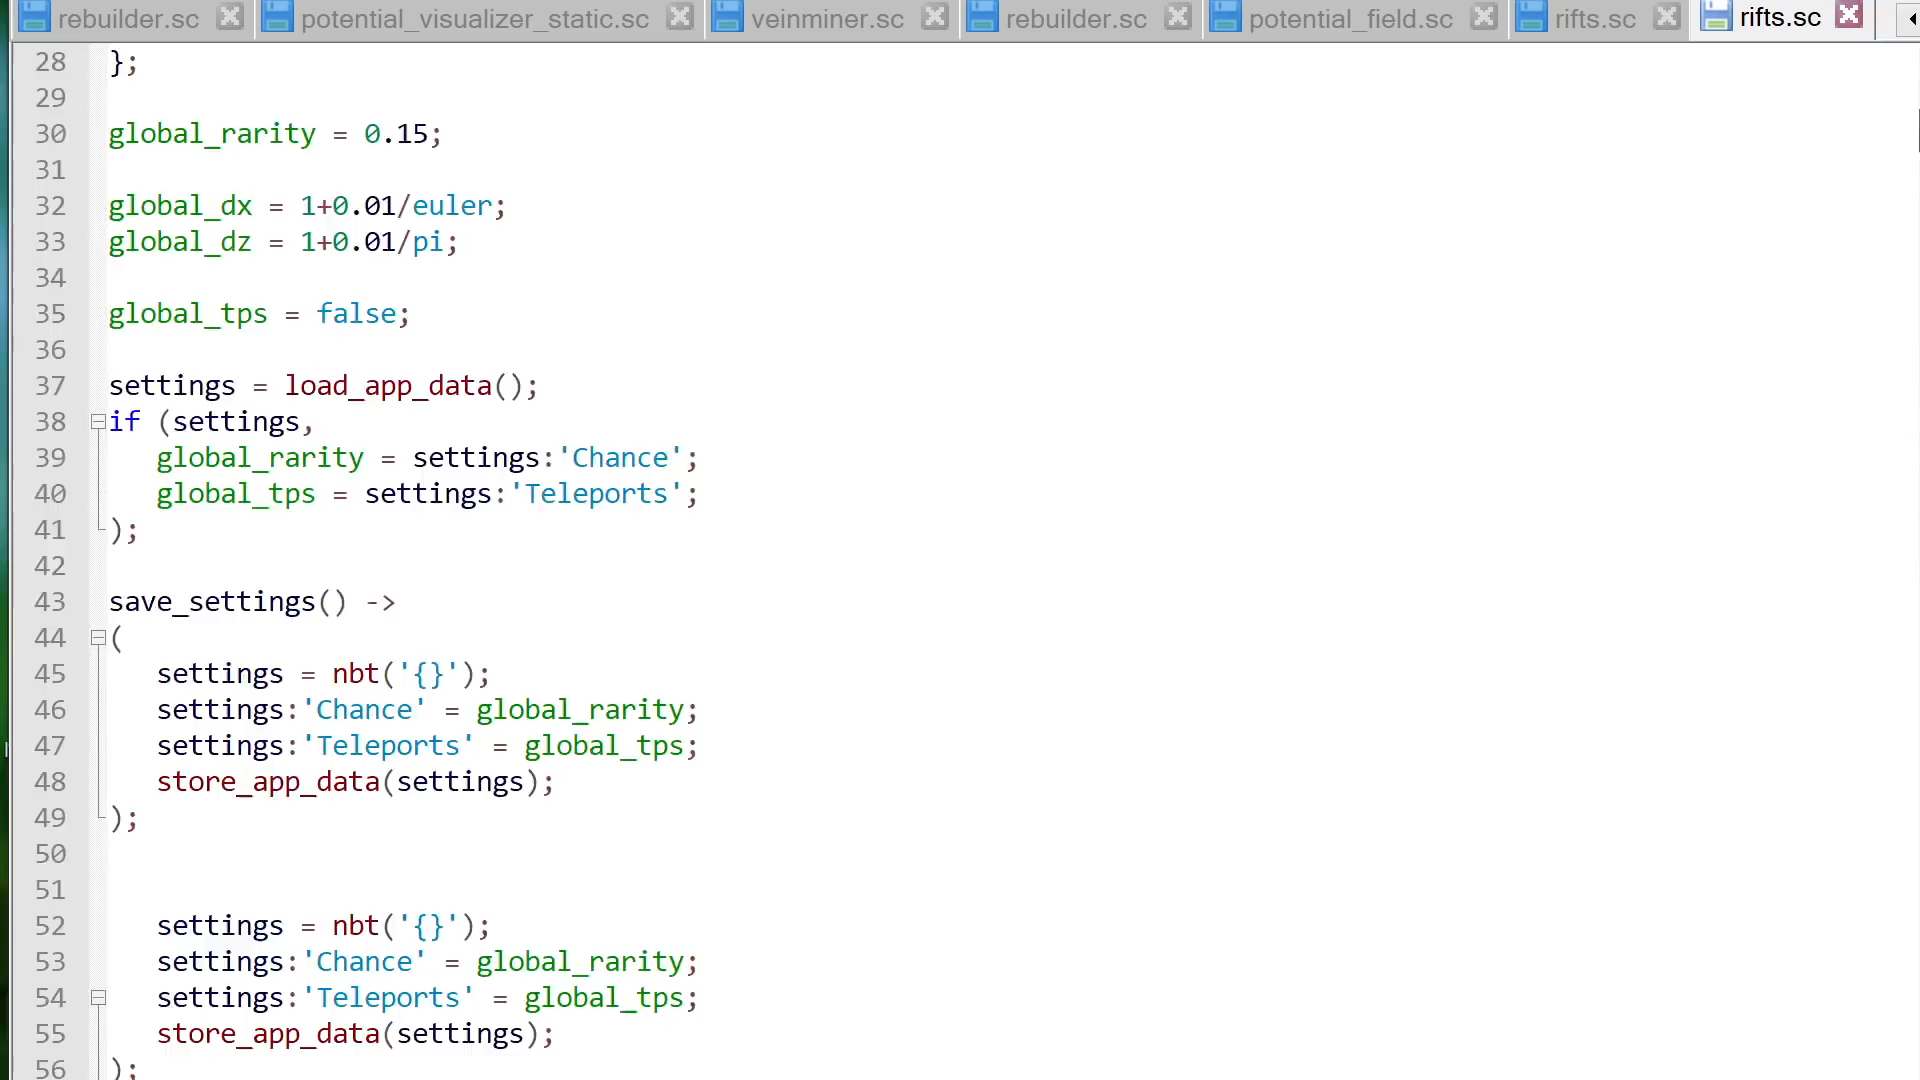 rebuilder.sc potential_visualizer_static.sc veinminer.sc rebuilder.sc potential_field.sc rifts.sc rifts.sc
28 };
29
30 global_rarity = 0.15;
31
32 global_dx = 1+0.01/euler;
33 global_dz = 1+0.01/pi;
34
35 global_tps = false;
36
37 settings = load_app_data();
38 if (settings,
39    global_rarity = settings:'Chance';
40    global_tps = settings:'Teleports';
41 );
42
43 save_settings() ->
44 (
45    settings = nbt('{}');
46    settings:'Chance' = global_rarity;
47    settings:'Teleports' = global_tps;
48    store_app_data(settings);
49 );
50
51
52    settings = nbt('{}');
53    settings:'Chance' = global_rarity;
54    settings:'Teleports' = global_tps;
55    store_app_data(settings);
56 );